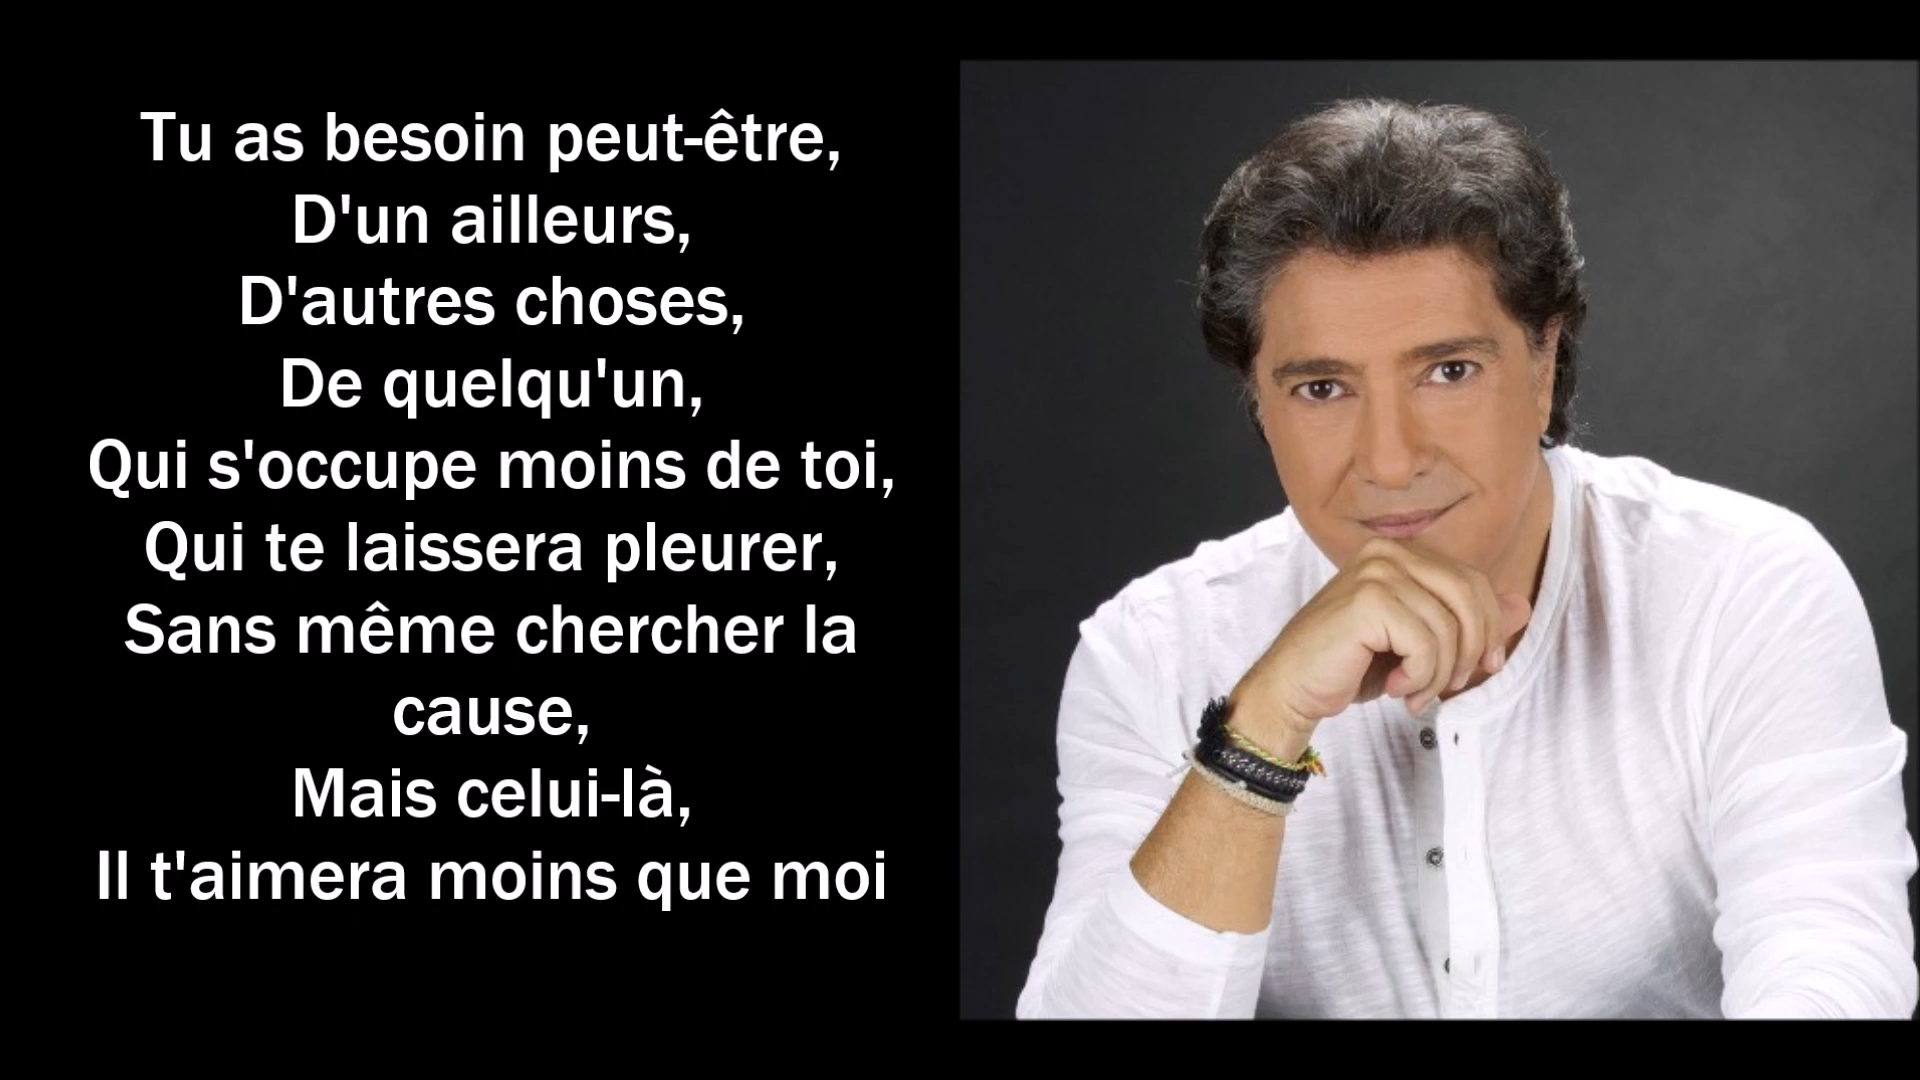 Tu as besoin peut-être,
D'un ailleurs,
D'autres choses,
De quelqu'un,
Qui s'occupe moins de toi,
Qui te laissera pleurer,
Sans même chercher la
cause,
Mais celui-là,
Il t'aimera moins que moi